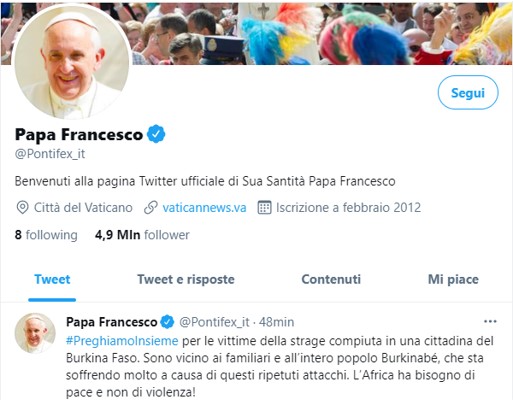 Segui
Papa Francesco
@Pontifex_it
Benvenuti alla pagina Twitter ufficiale di Sua Santità Papa Francesco
Città del Vaticano vaticannews.va Iscrizione a febbraio 2012
8 following 4,9 Mln follower
Tweet Tweet e risposte Contenuti Mi piace
Papa Francesco @Pontifex_it · 48min
#PreghiamoInsieme per le vittime della strage compiuta in una cittadina del
Burkina Faso. Sono vicino ai familiari e all'intero popolo Burkinabé, che sta
soffrendo molto a causa di questi ripetuti attacchi. L'Africa ha bisogno di
pace e non di violenza!